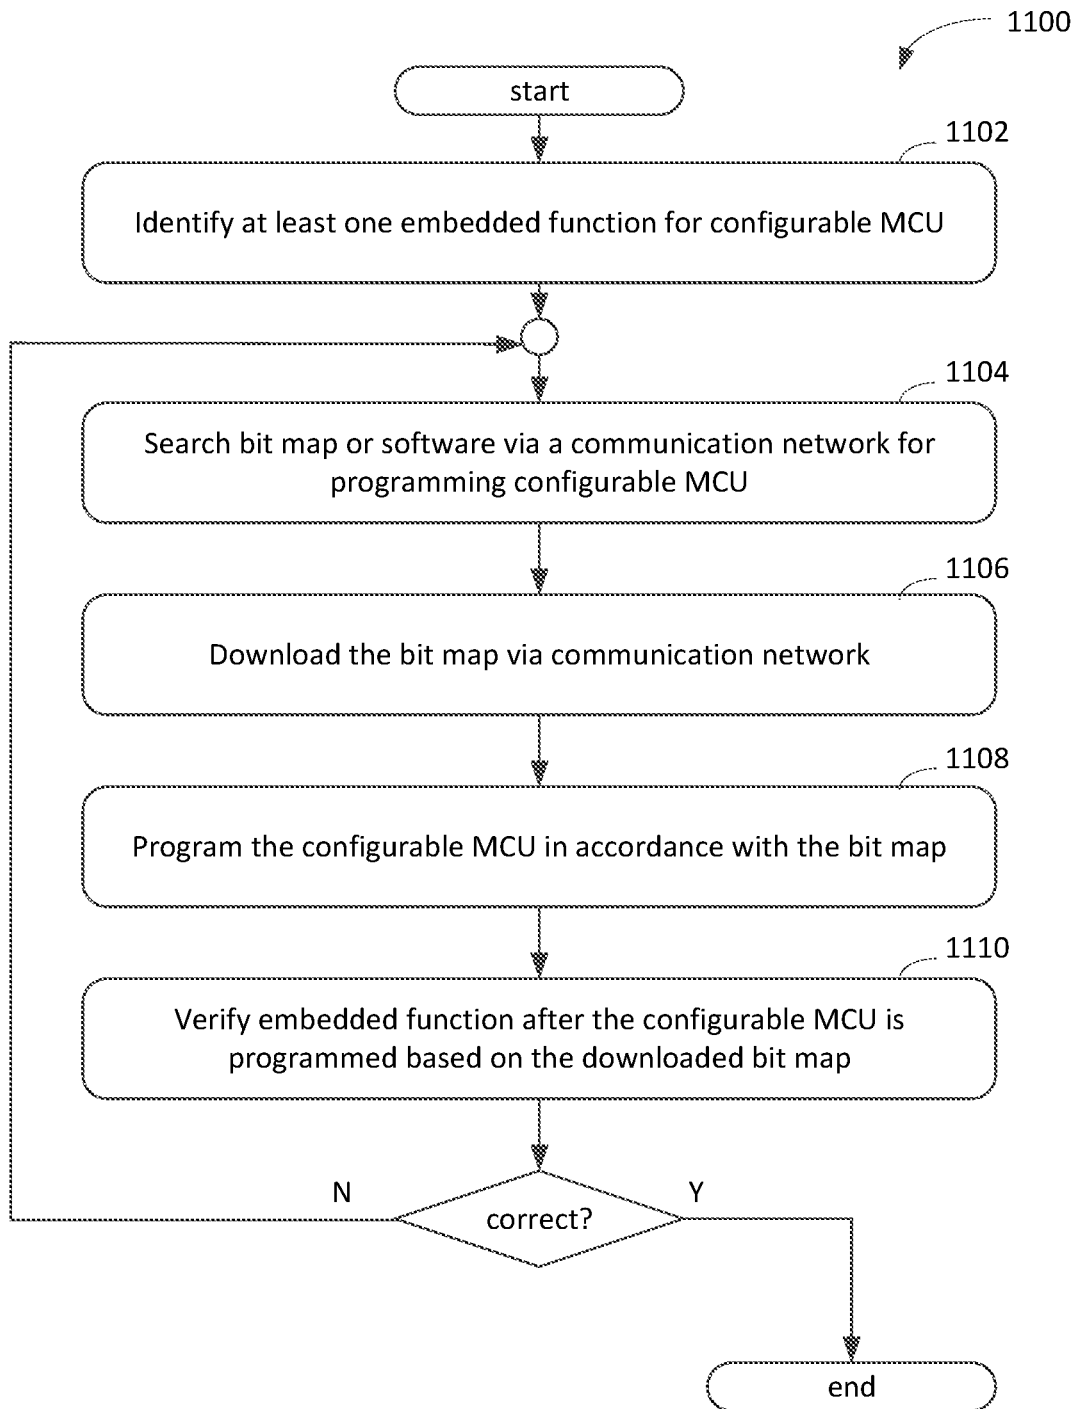 1100
start
1102
Identify at least one embedded function for configurable MCU
1104
Search bit map or software via a communication network for
programming configurable MCU
1106
Download the bit map via communication network
1108
Program the configurable MCU in accordance with the bit map
1110
Verify embedded function after the configurable MCU is
programmed based on the downloaded bit map
N
Y
correct?
end